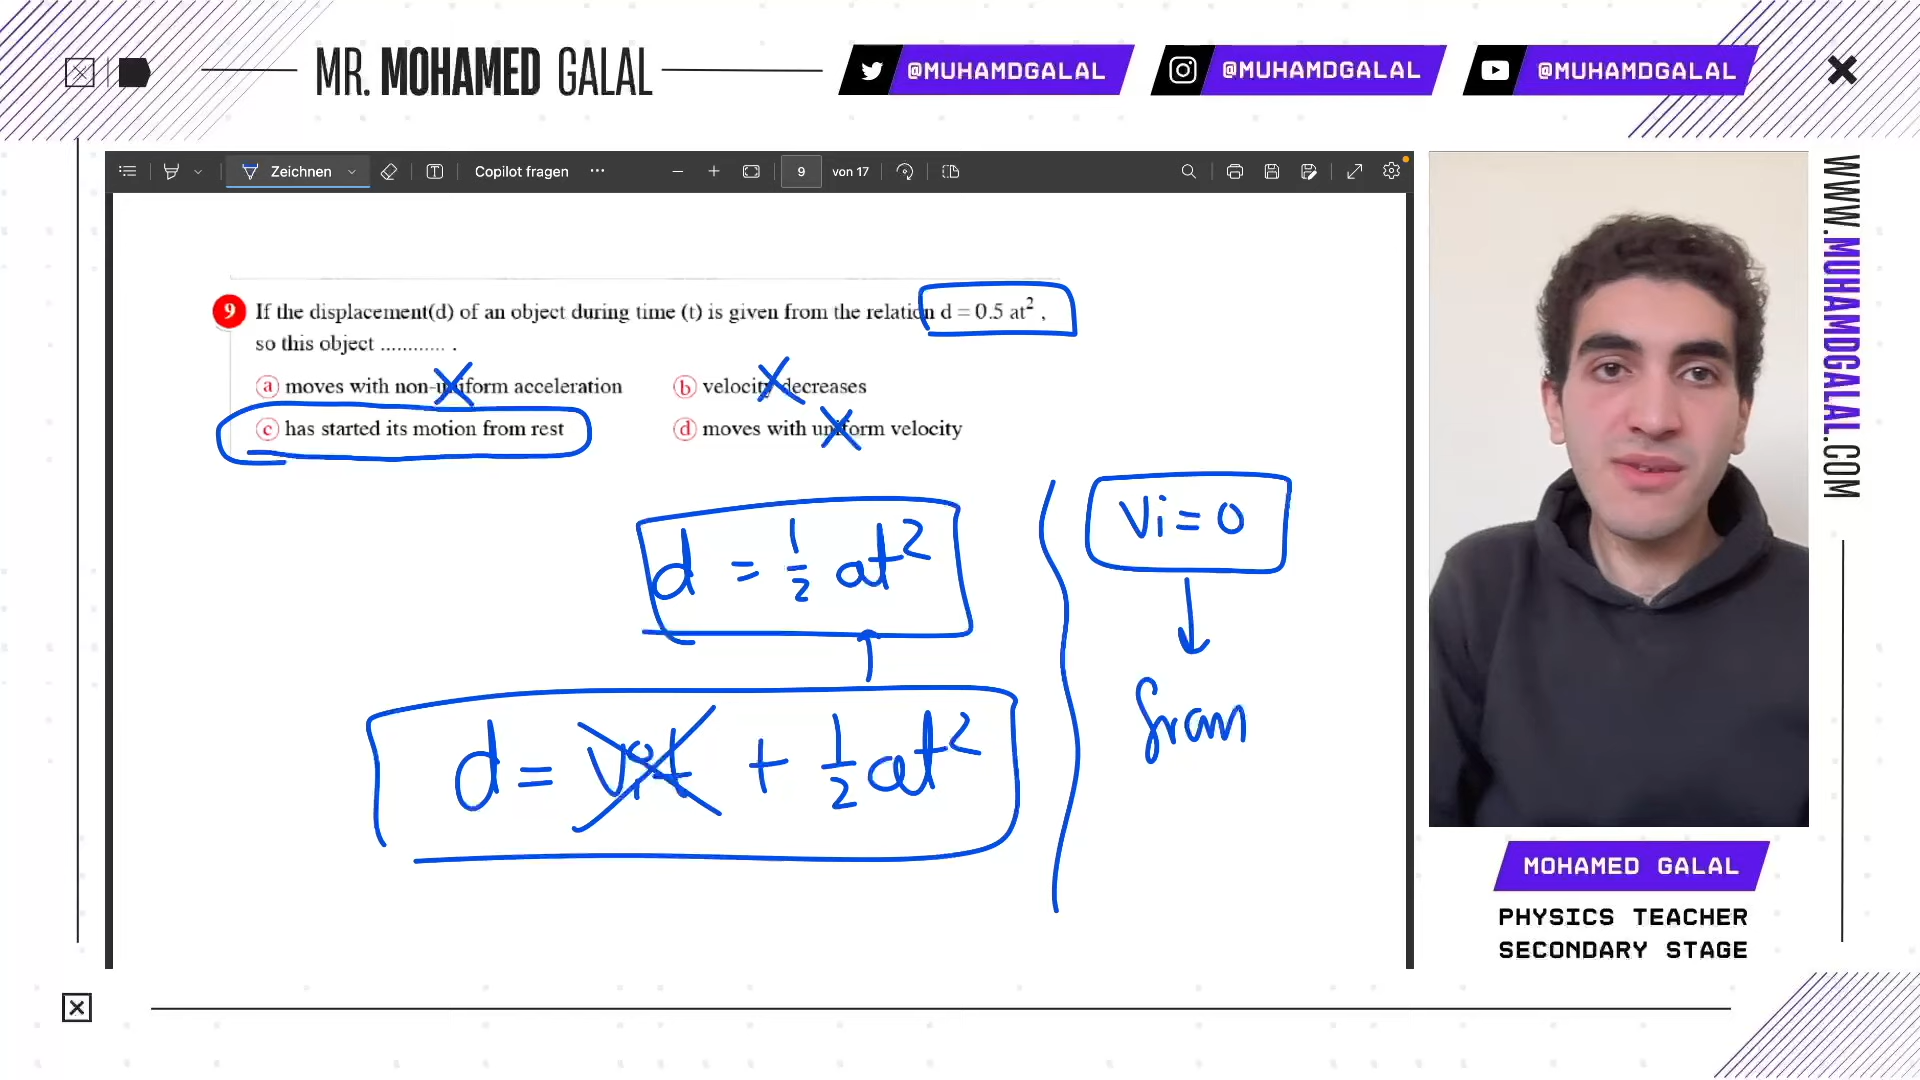 MR. MOHAMED GALAL
@MUHAMDGALAL
@MUHAMDGALAL
@MUHAMDGALAL
Zeichnen
Copilot fragen
9
von 17
9 If the displacement(d) of an object during time (t) is given from the relation d = 0.5 at²,
so this object ............ .
a moves with non-uniform acceleration
b velocity decreases
c has started its motion from rest
d moves with uniform velocity
d = ½ at²
d = Vit + ½ at²
Vi = 0
from
WWW.MUHAMDGALAL.COM
MOHAMED GALAL
PHYSICS TEACHER
SECONDARY STAGE